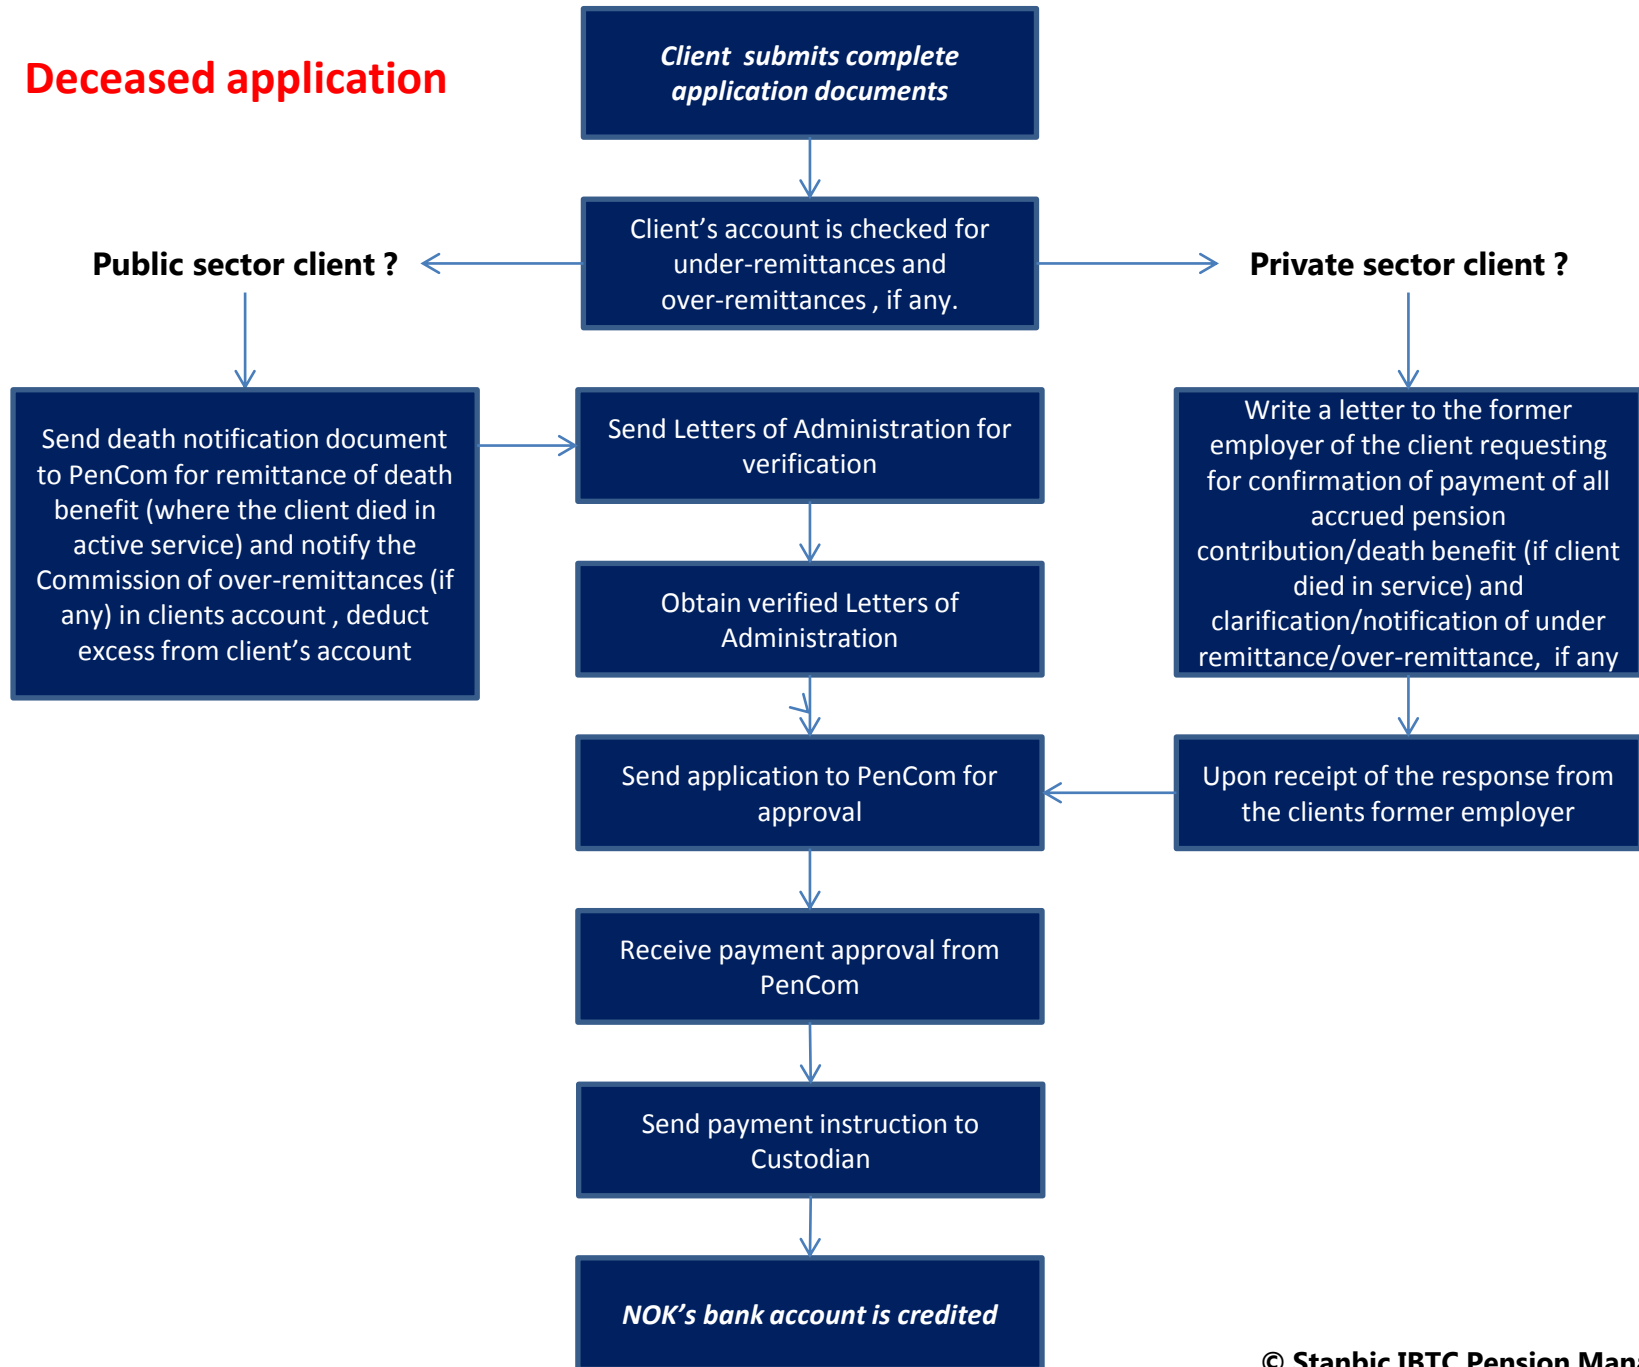 Deceased application
Client  submits complete
application documents
Client’s account is checked for
under-remittances and
over-remittances , if any.
Public sector client ?
Private sector client ?
Send death notification document
to PenCom for remittance of death
benefit (where the client died in
active service) and notify the
Commission of over-remittances (if
any) in clients account , deduct
excess from client’s account
Send Letters of Administration for
verification
Write a letter to the former
employer of the client requesting
for confirmation of payment of all
accrued pension
contribution/death benefit (if client
died in service) and
clarification/notification of under
remittance/over-remittance,  if any
Obtain verified Letters of
Administration
Send application to PenCom for
approval
Upon receipt of the response from
the clients former employer
Receive payment approval from
PenCom
Send payment instruction to
Custodian
NOK’s bank account is credited
© Stanbic IBTC Pension Mana